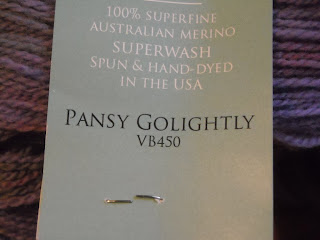 100% SUPERFINE
AUSTRALIAN MERINO
SUPERWASH
SPUN & HAND-DYED
IN THE USA
PANSY GOLIGHTLY
VB450